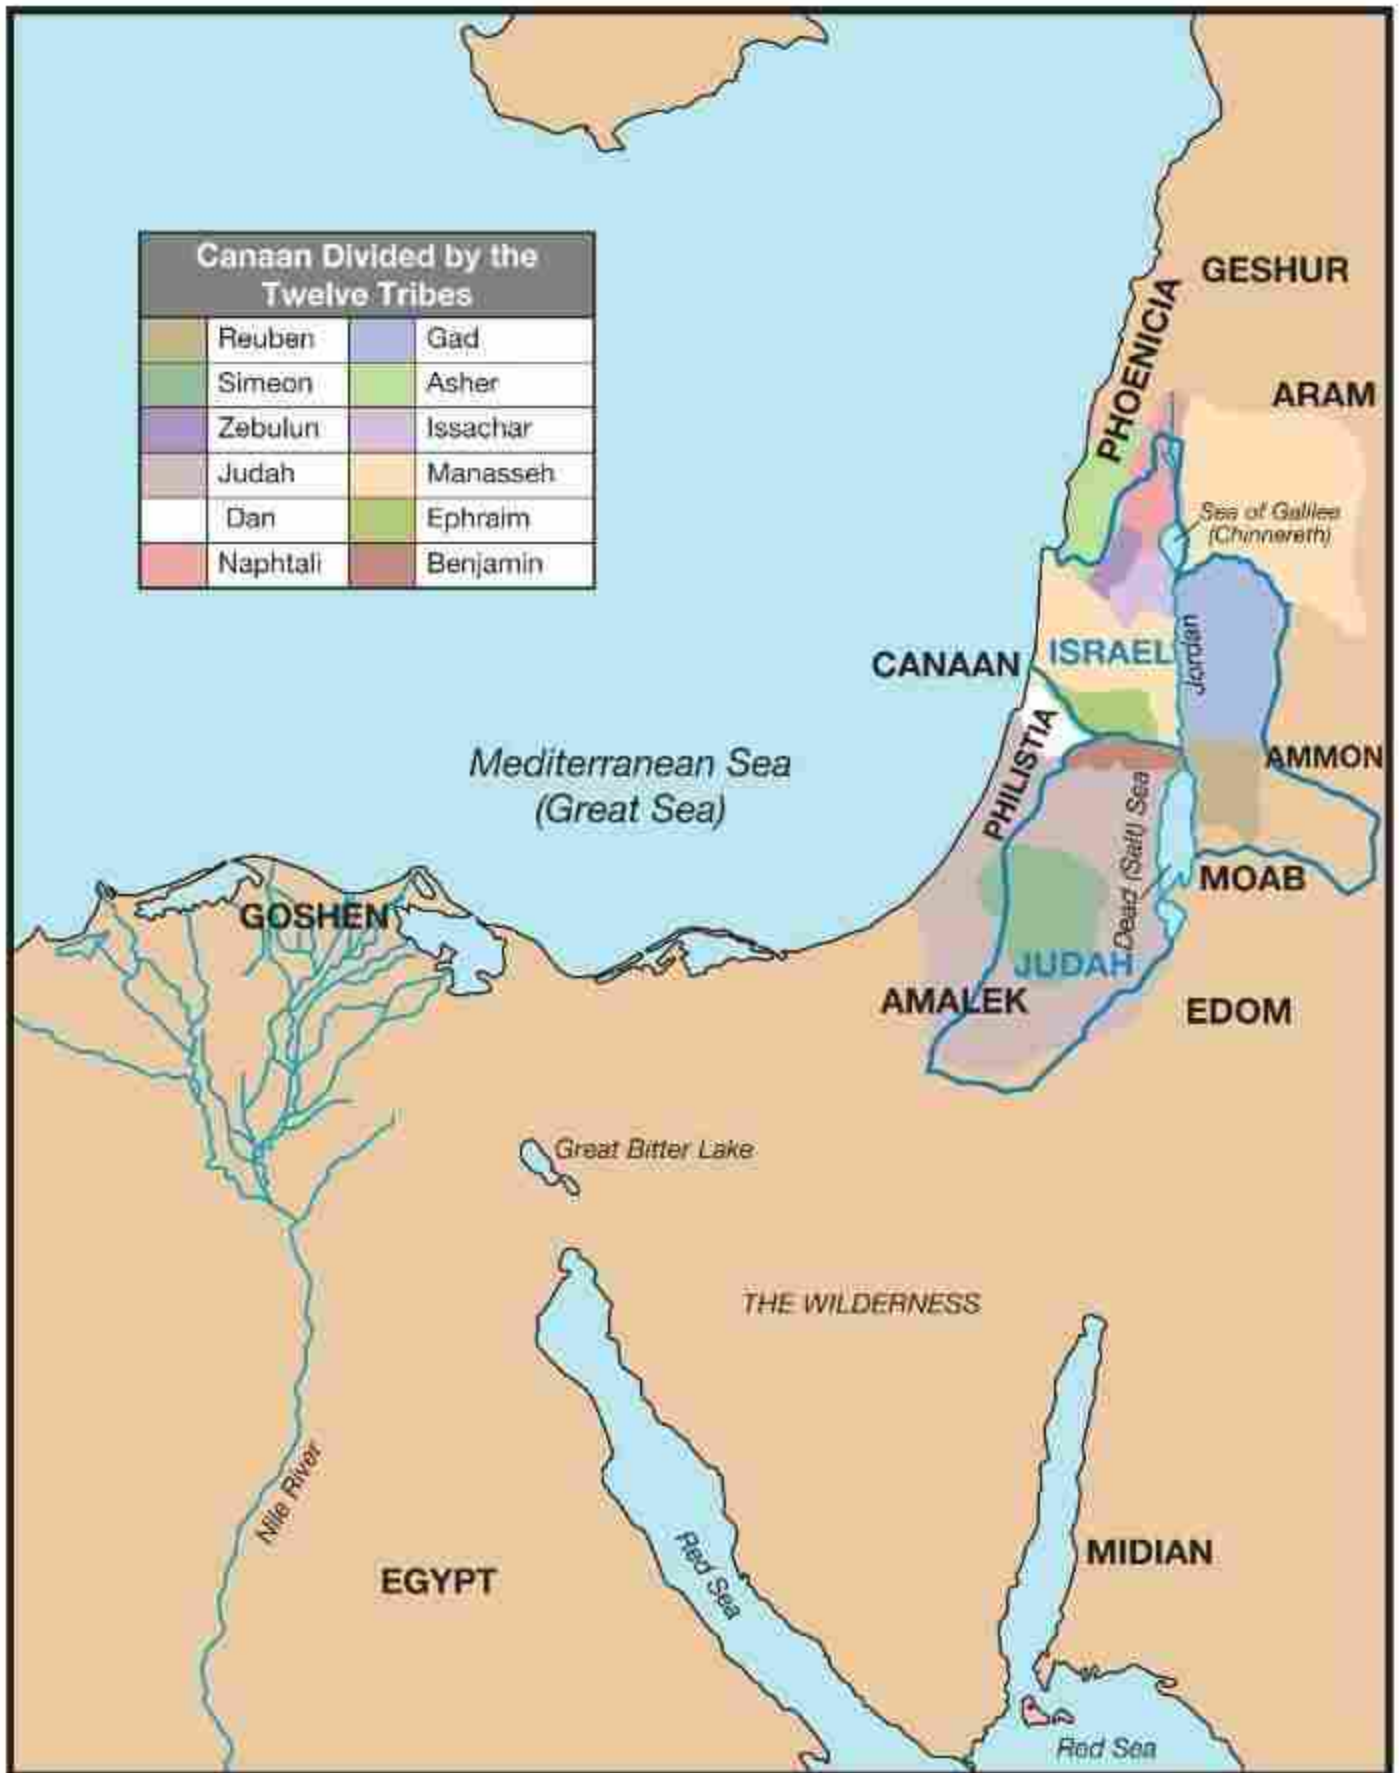 Canaan Divided by the
Twelve Tribes
Reuben Gad
Simeon Asher
Zebulun Issachar
Judah Manasseh
Dan Ephraim
Naphtali Benjamin
GESHUR
PHOENICIA
ARAM
Sea of Galilee
(Chinnereth)
CANAAN
ISRAEL
Jordan
Mediterranean Sea
(Great Sea)
PHILISTIA
AMMON
Dead (Salt) Sea
MOAB
GOSHEN
JUDAH
AMALEK
EDOM
Great Bitter Lake
THE WILDERNESS
Nile River
EGYPT
Red Sea
MIDIAN
Red Sea